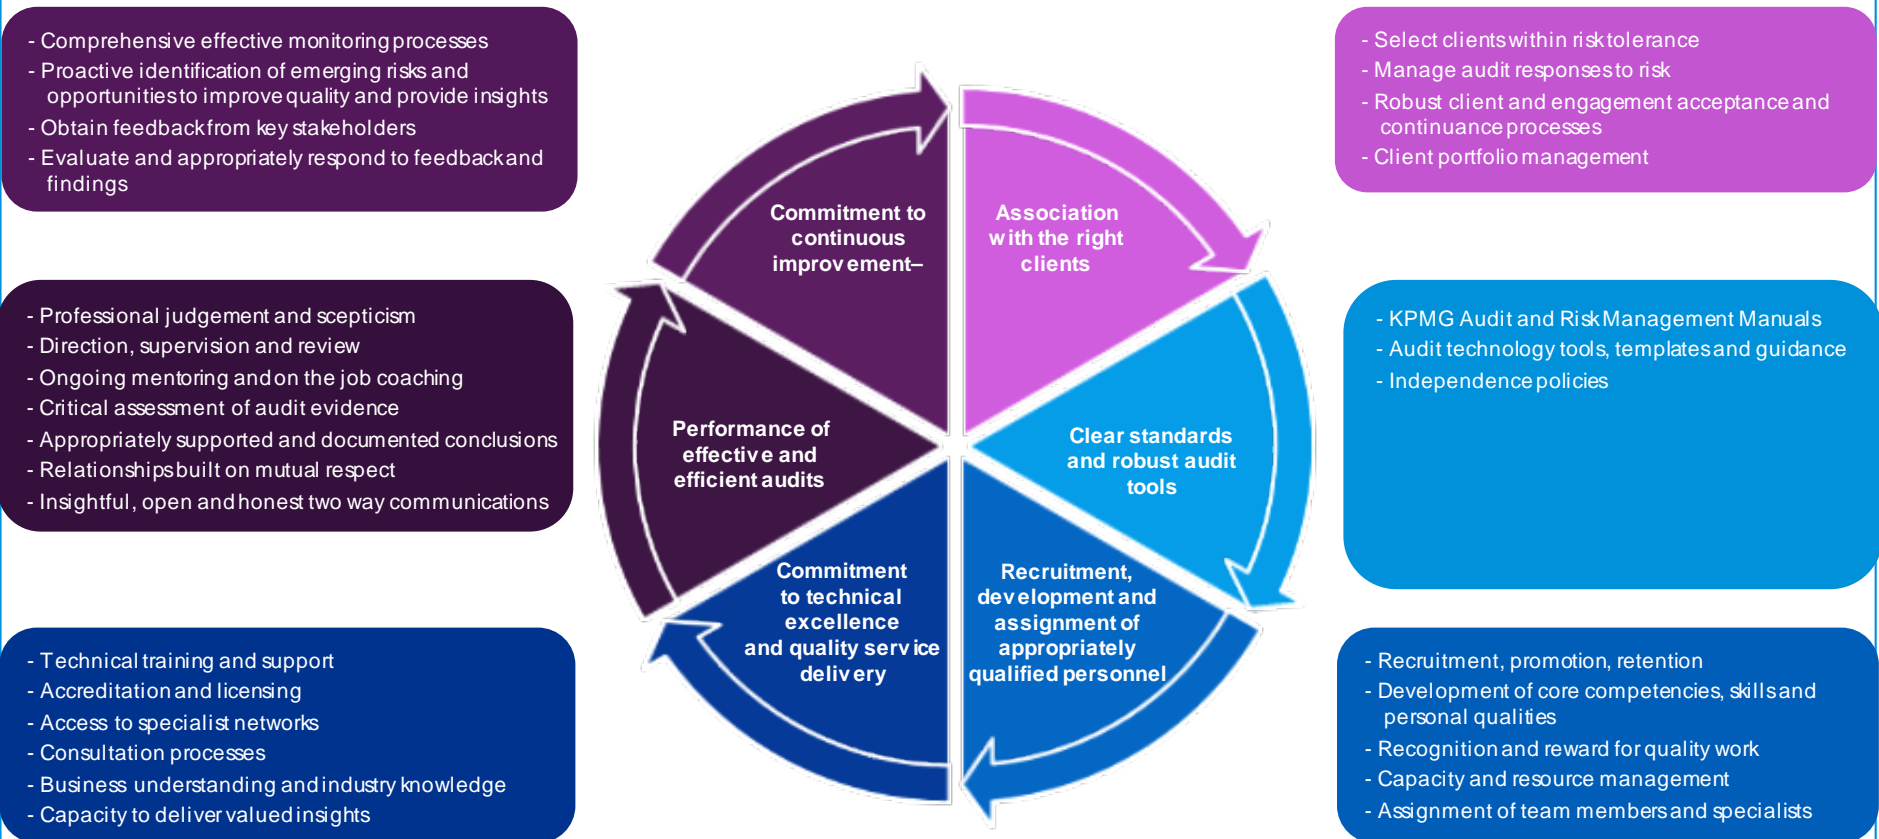 - Comprehensive effective monitoring processes
- Proactive identification of emerging risks and
opportunities to improve quality and provide insights
- Obtain feedback from key stakeholders
- Evaluate and appropriately respond to feedback and
findings
- Professional judgement and scepticism
- Direction, supervision and review
- Ongoing mentoring and on the job coaching
- Critical assessment of audit evidence
- Appropriately supported and documented conclusions
- Relationships built on mutual respect
- Insightful, open and honest two way communications
- Technical training and support
- Accreditation and licensing
- Access to specialist networks
- Consultation processes
- Business understanding and industry knowledge
- Capacity to deliver valued insights
Commitment to
continuous
improvement–
Association
with the right
clients
Performance of
effective and
efficient audits
Clear standards
and robust audit
tools
Commitment
to technical
excellence
and quality service
delivery
Recruitment,
development and
assignment of
appropriately
qualified personnel
- Select clients within risk tolerance
- Manage audit responses to risk
- Robust client and engagement acceptance and
continuance processes
- Client portfolio management
- KPMG Audit and Risk Management Manuals
- Audit technology tools, templates and guidance
- Independence policies
- Recruitment, promotion, retention
- Development of core competencies, skills and
personal qualities
- Recognition and reward for quality work
- Capacity and resource management
- Assignment of team members and specialists